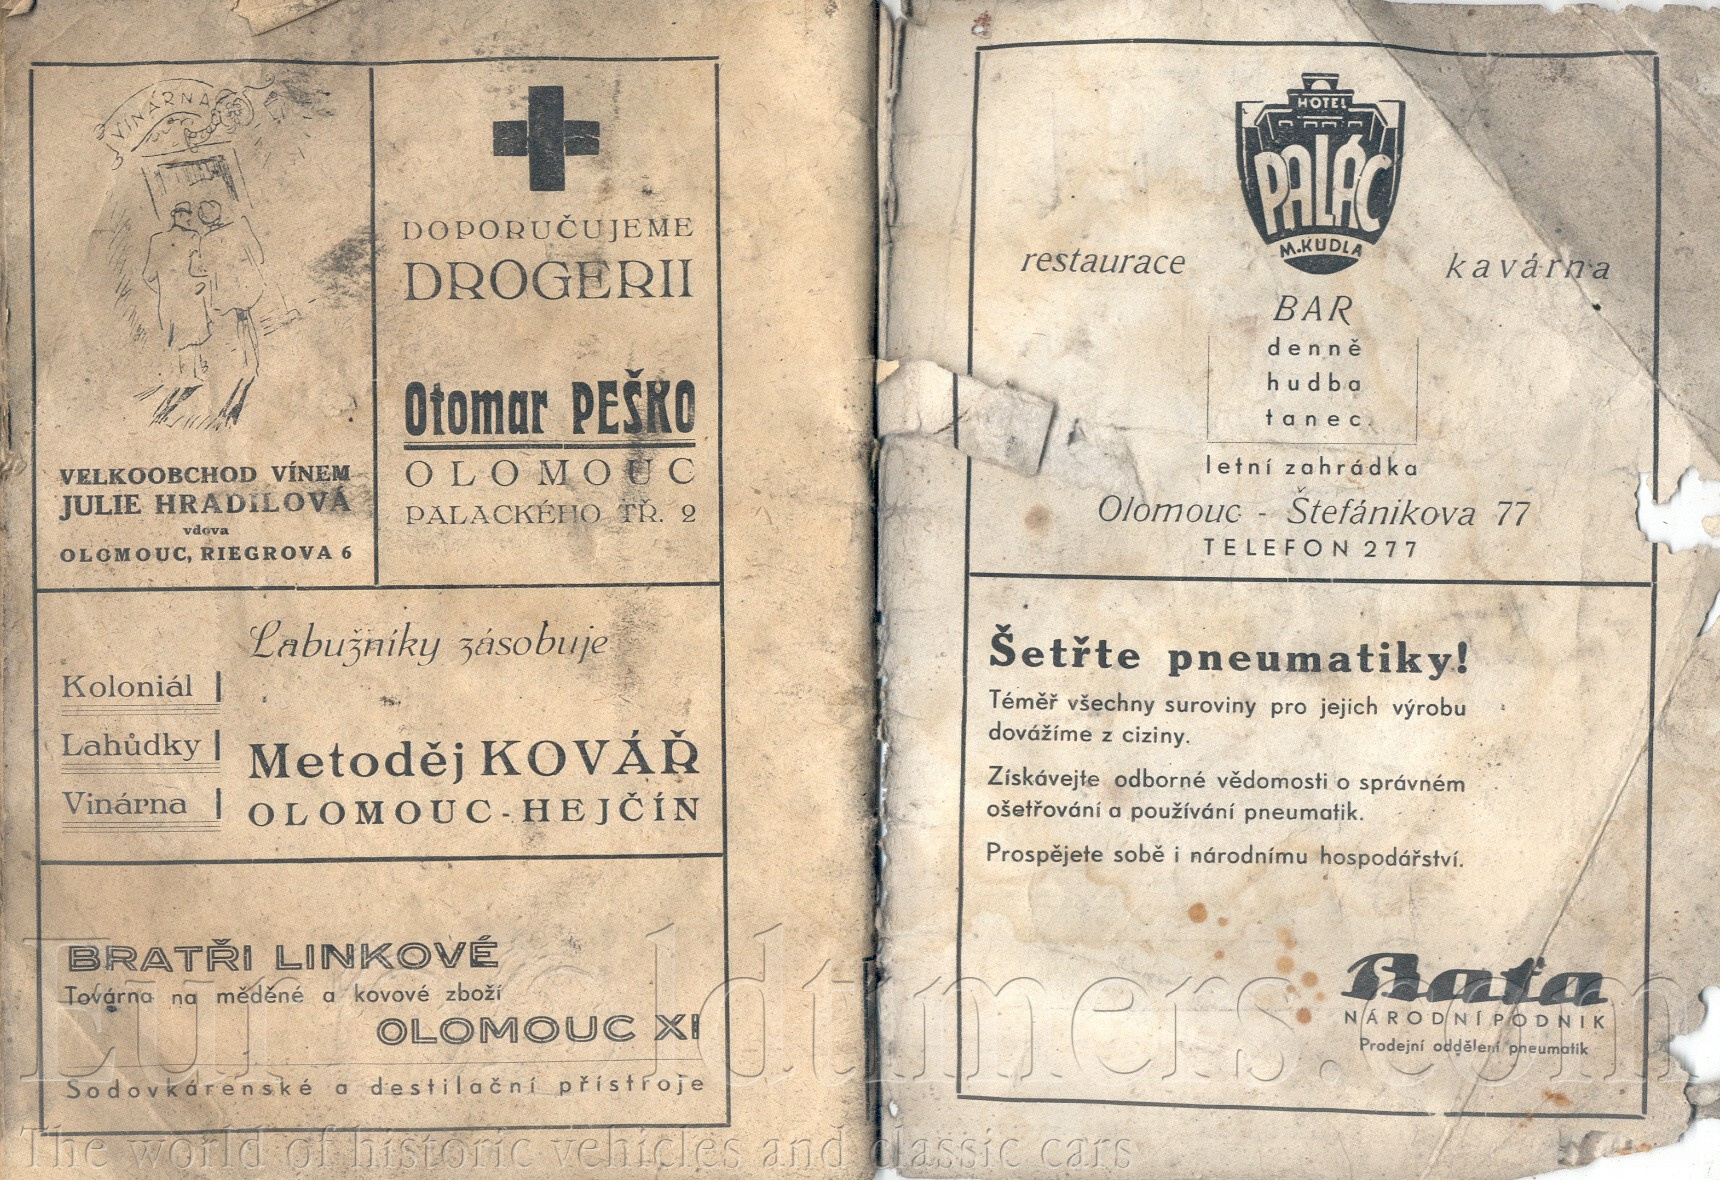 VINÁRNA
VELKOOBCHOD VÍNEM
JULIE HRADILOVÁ
vdova
OLOMOUC, RIEGROVA 6
DOPORUČUJEME
DROGERII
Otomar PEŠKO
OLOMOUC
PALACKÉHO TŘ. 2
Labužníky zásobuje
Koloniál
Lahůdky
Vinárna
Metoděj KOVÁŘ
OLOMOUC-HEJČÍN
BRATŘI LINKOVÉ
Továrna na měděné a kovové zboží
OLOMOUC XI
Sodovkárenské a destilační přístroje
HOTEL
PALÁC
M. KUDLA
restaurace
kavárna
BAR
denně
hudba
tanec
letní zahrádka
Olomouc - Štefánikova 77
TELEFON 277
Šetřte pneumatiky!
Téměř všechny suroviny pro jejich výrobu
dovážíme z ciziny.
Získávejte odborné vědomosti o správném
ošetřování a používání pneumatik.
Prospějete sobě i národnímu hospodářství.
Baťa
NÁRODNÍ PODNIK
Prodejní oddělení pneumatik
Euroldtimers.com
The world of historic vehicles and classic cars